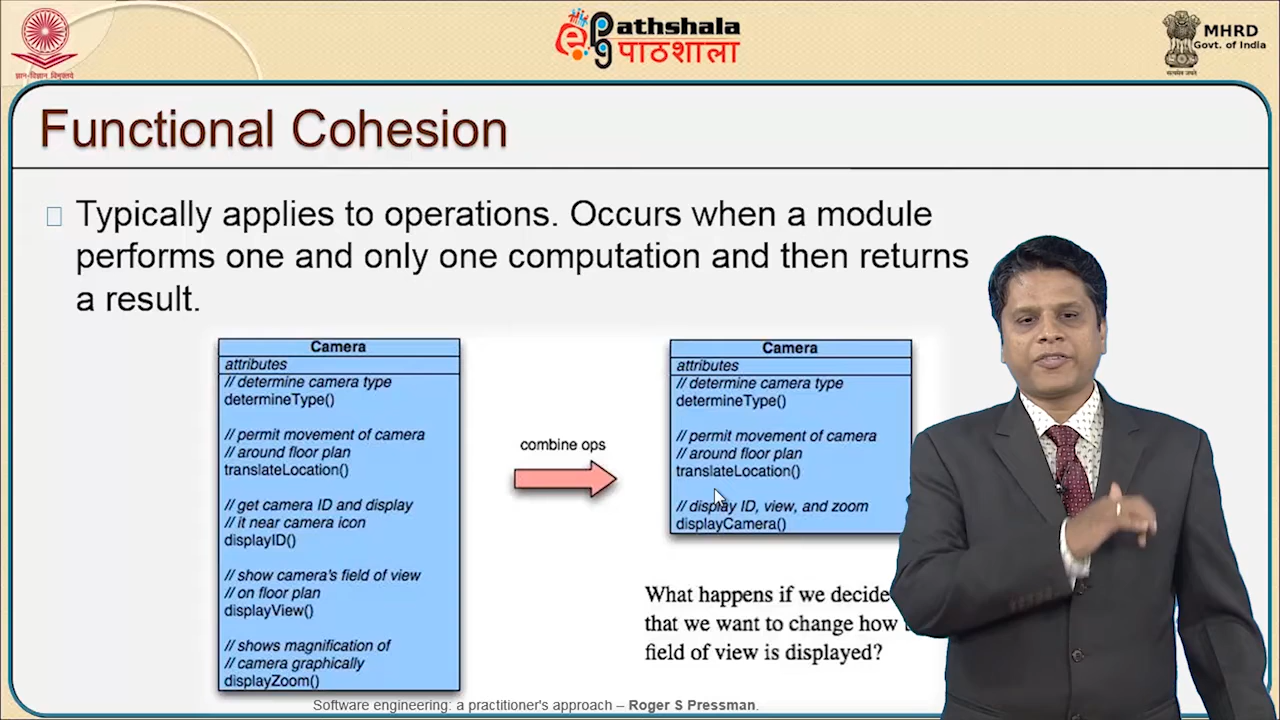 ज्ञान-विज्ञान विमुक्तये
ePG Pathshala
पाठशाला
MHRD
Govt. of India
सत्यमेव जयते
Functional Cohesion
Typically applies to operations. Occurs when a module
performs one and only one computation and then returns
a result.
Camera
attributes
// determine camera type
determineType()
// permit movement of camera
// around floor plan
translateLocation()
// get camera ID and display
// it near camera icon
displayID()
// show camera's field of view
// on floor plan
displayView()
// shows magnification of
// camera graphically
displayZoom()
combine ops
Camera
attributes
// determine camera type
determineType()
// permit movement of camera
// around floor plan
translateLocation()
// display ID, view, and zoom
displayCamera()
What happens if we decide
that we want to change how
field of view is displayed?
Software engineering: a practitioner's approach – Roger S Pressman.